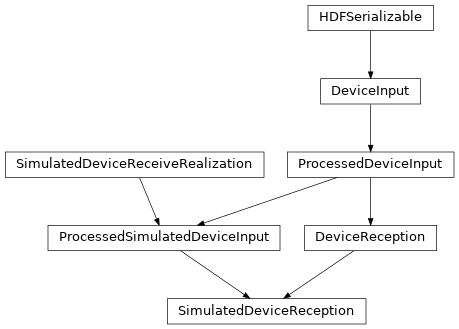 HDFSerializable
DeviceInput
SimulatedDeviceReceiveRealization
ProcessedDeviceInput
ProcessedSimulatedDeviceInput
DeviceReception
SimulatedDeviceReception